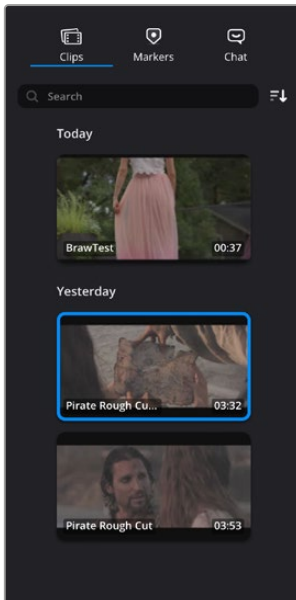 Clips Markers Chat
Search
Today
BrawTest 00:37
Yesterday
Pirate Rough Cu... 03:32
Pirate Rough Cut 03:53